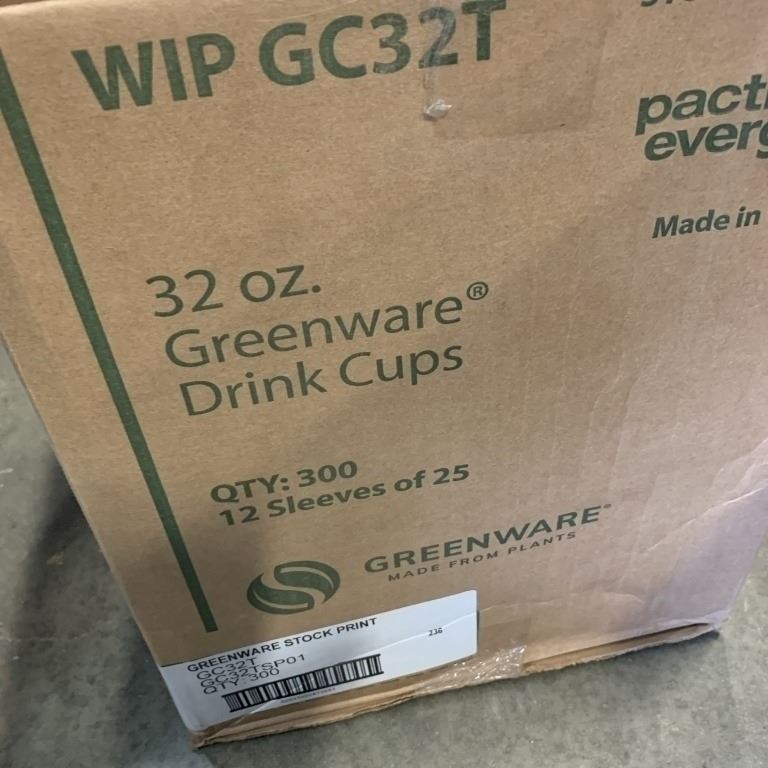 WIP GC32T
pact
everg
Made in
32 oz.
Greenware®
Drink Cups
QTY: 300
12 Sleeves of 25
GREENWARE®
MADE FROM PLANTS
GREENWARE STOCK PRINT
236
GC32T
GC32TSP01
QTY: 300